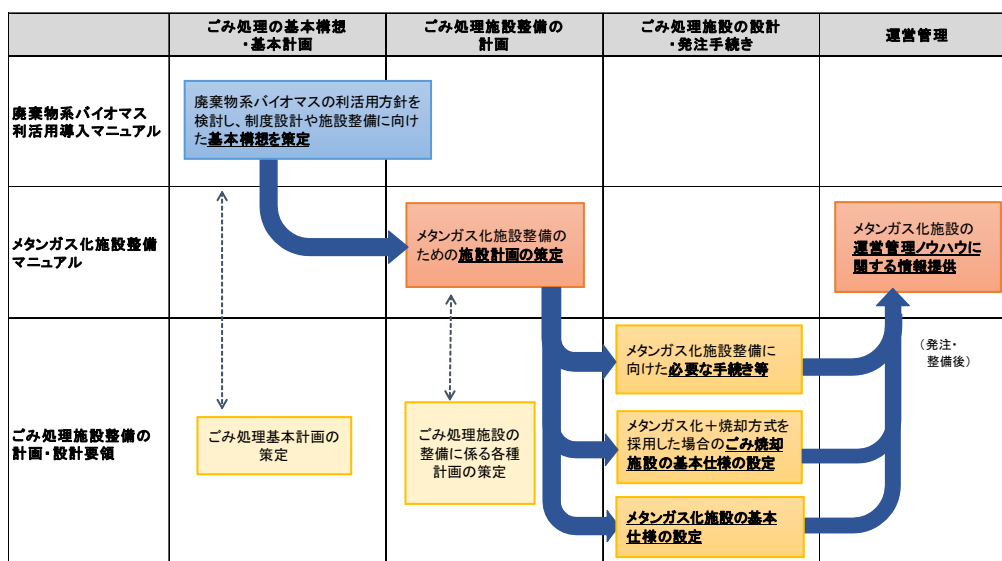 ごみ処理の基本構想
・基本計画
ごみ処理施設整備の
計画
ごみ処理施設の設計
・発注手続き
運営管理
廃棄物系バイオマス
利活用導入マニュアル
廃棄物系バイオマスの利活用方針を
検討し、制度設計や施設整備に向け
た基本構想を策定
メタンガス化施設整備
マニュアル
メタンガス化施設整備の
ための施設計画の策定
メタンガス化施設の
運営管理ノウハウに
関する情報提供
ごみ処理施設整備の
計画・設計要領
ごみ処理基本計画の
策定
ごみ処理施設の
整備に係る各種
計画の策定
メタンガス化施設整備に
向けた必要な手続き等
メタンガス化＋焼却方式を
採用した場合のごみ焼却
施設の基本仕様の設定
メタンガス化施設の基本
仕様の設定
（発注・
整備後）